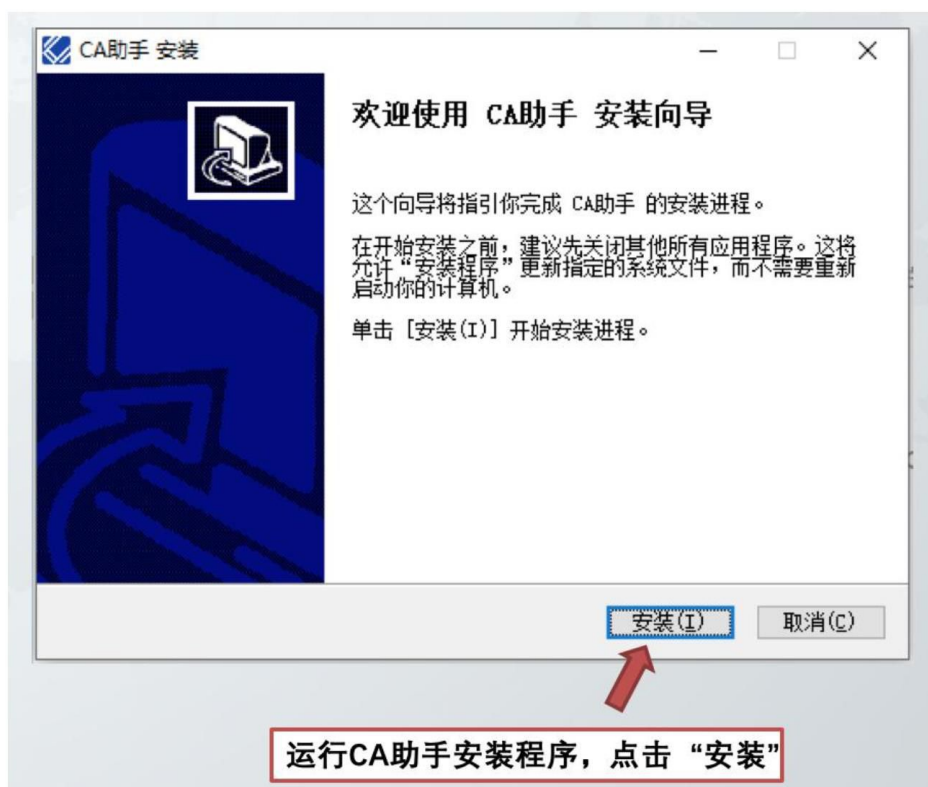 CA助手 安装
欢迎使用 CA助手 安装向导
这个向导将指引你完成 CA助手 的安装进程。
在开始安装之前，建议先关闭其他所有应用程序。这将
允许“安装程序”更新指定的系统文件，而不需要重新
启动你的计算机。
单击 [安装(I)] 开始安装进程。
安装(I)
取消(C)
运行CA助手安装程序，点击 “安装”